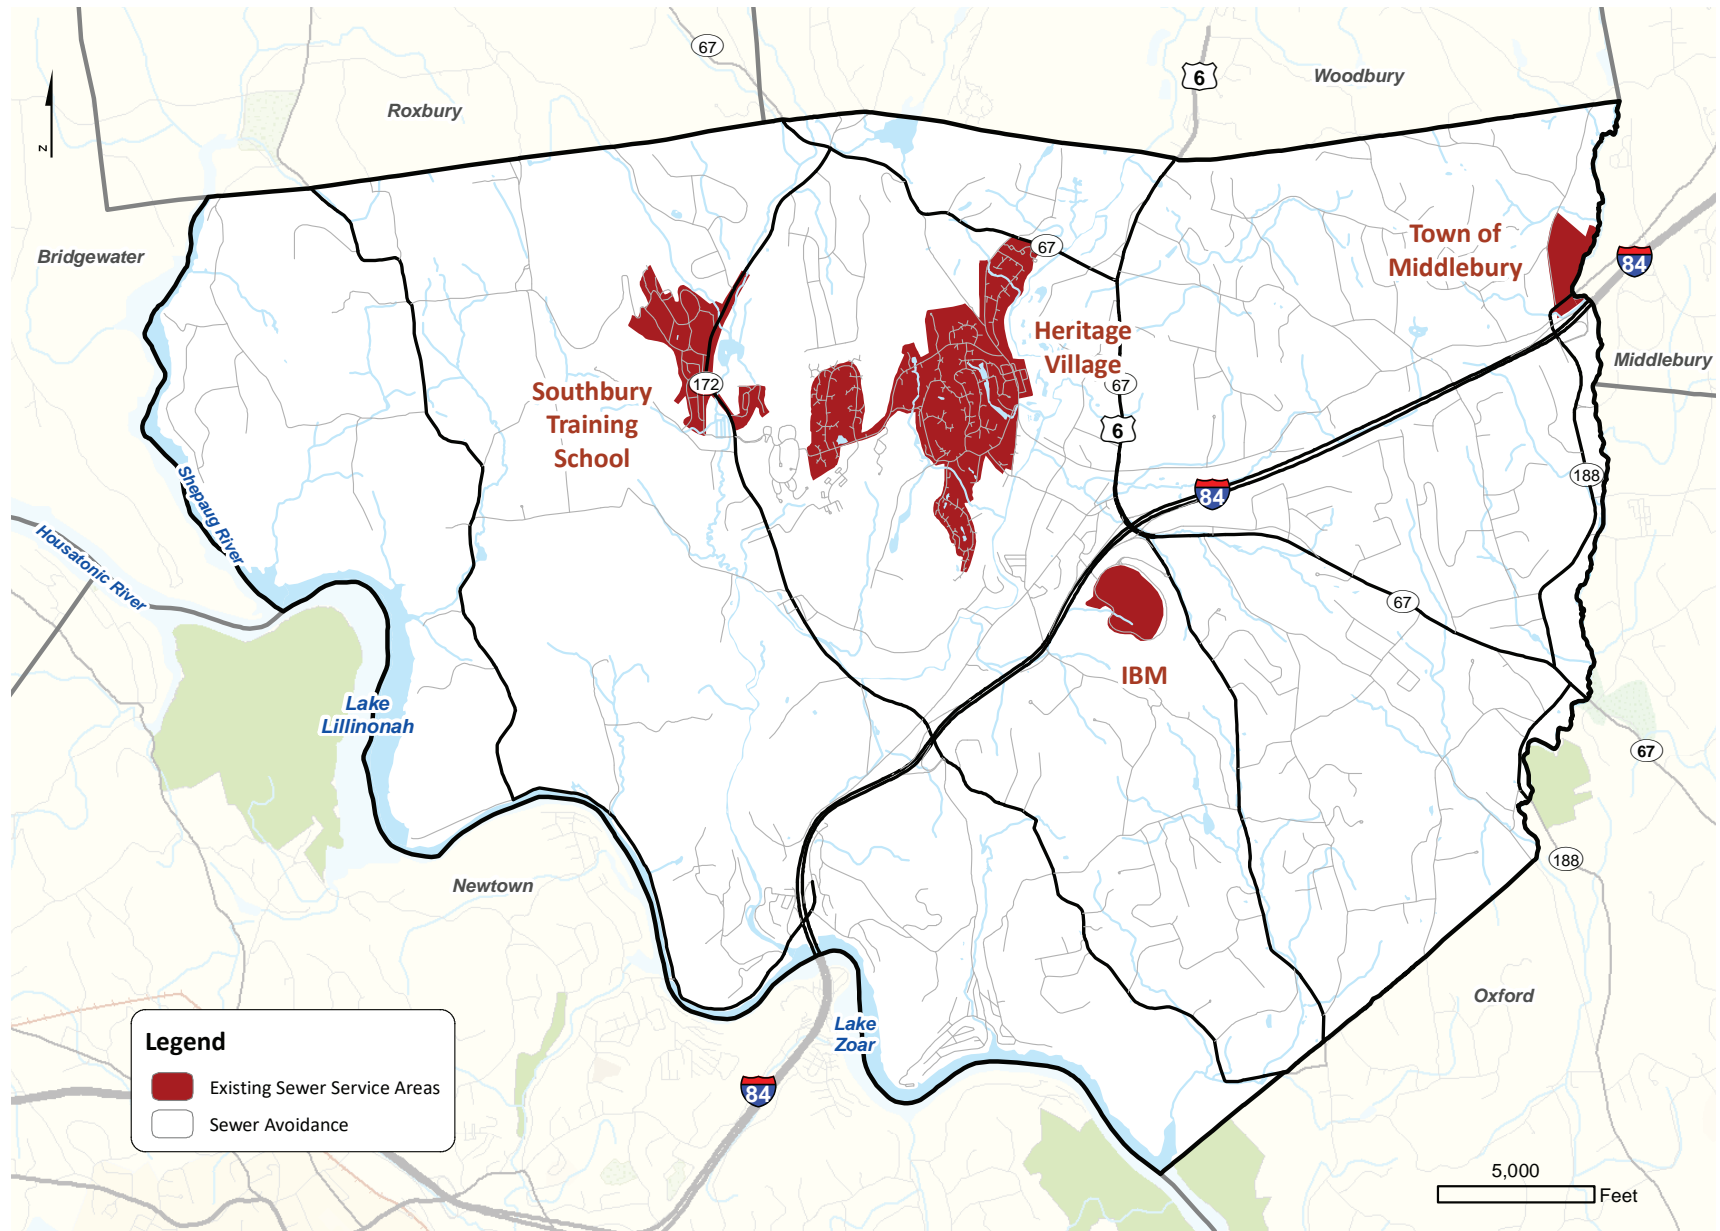 67
6
Woodbury
Roxbury
N
Bridgewater
Town of
Middlebury
84
67
Heritage
Village
Middlebury
172
67
Southbury
Training
School
6
188
84
Shepaug River
Housatonic River
67
IBM
Lake
Lillinonah
67
188
Newtown
Oxford
Lake
Zoar
Legend
Existing Sewer Service Areas
Sewer Avoidance
84
5,000
Feet